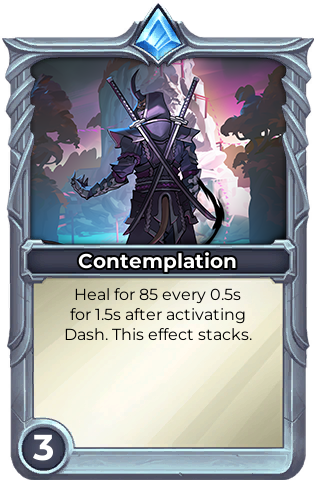 Contemplation
Heal for 85 every 0.5s
for 1.5s after activating
Dash. This effect stacks.
3